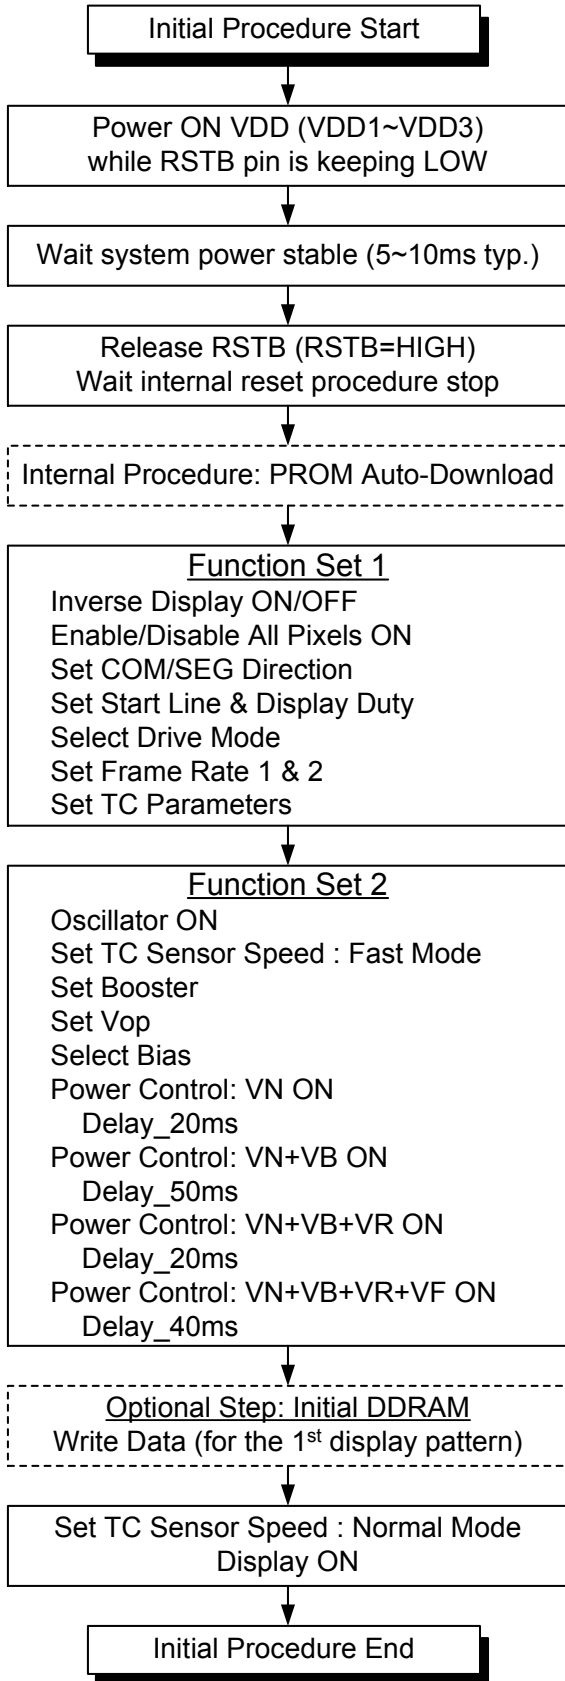 Initial Procedure Start
Power ON VDD (VDD1~VDD3)
while RSTB pin is keeping LOW
Wait system power stable (5~10ms typ.)
Release RSTB (RSTB=HIGH)
Wait internal reset procedure stop
Internal Procedure: PROM Auto-Download
Function Set 1
Inverse Display ON/OFF
Enable/Disable All Pixels ON
Set COM/SEG Direction
Set Start Line & Display Duty
Select Drive Mode
Set Frame Rate 1 & 2
Set TC Parameters
Function Set 2
Oscillator ON
Set TC Sensor Speed : Fast Mode
Set Booster
Set Vop
Select Bias
Power Control: VN ON
Delay_20ms
Power Control: VN+VB ON
Delay_50ms
Power Control: VN+VB+VR ON
Delay_20ms
Power Control: VN+VB+VR+VF ON
Delay_40ms
Optional Step: Initial DDRAM
Write Data (for the 1st display pattern)
Set TC Sensor Speed : Normal Mode
Display ON
Initial Procedure End